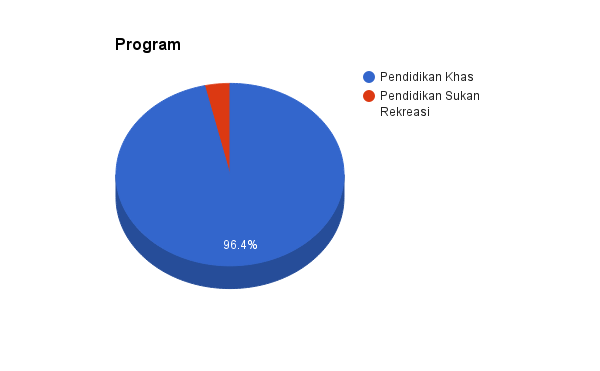 Program
Pendidikan Khas
Pendidikan Sukan
Rekreasi
96.4%